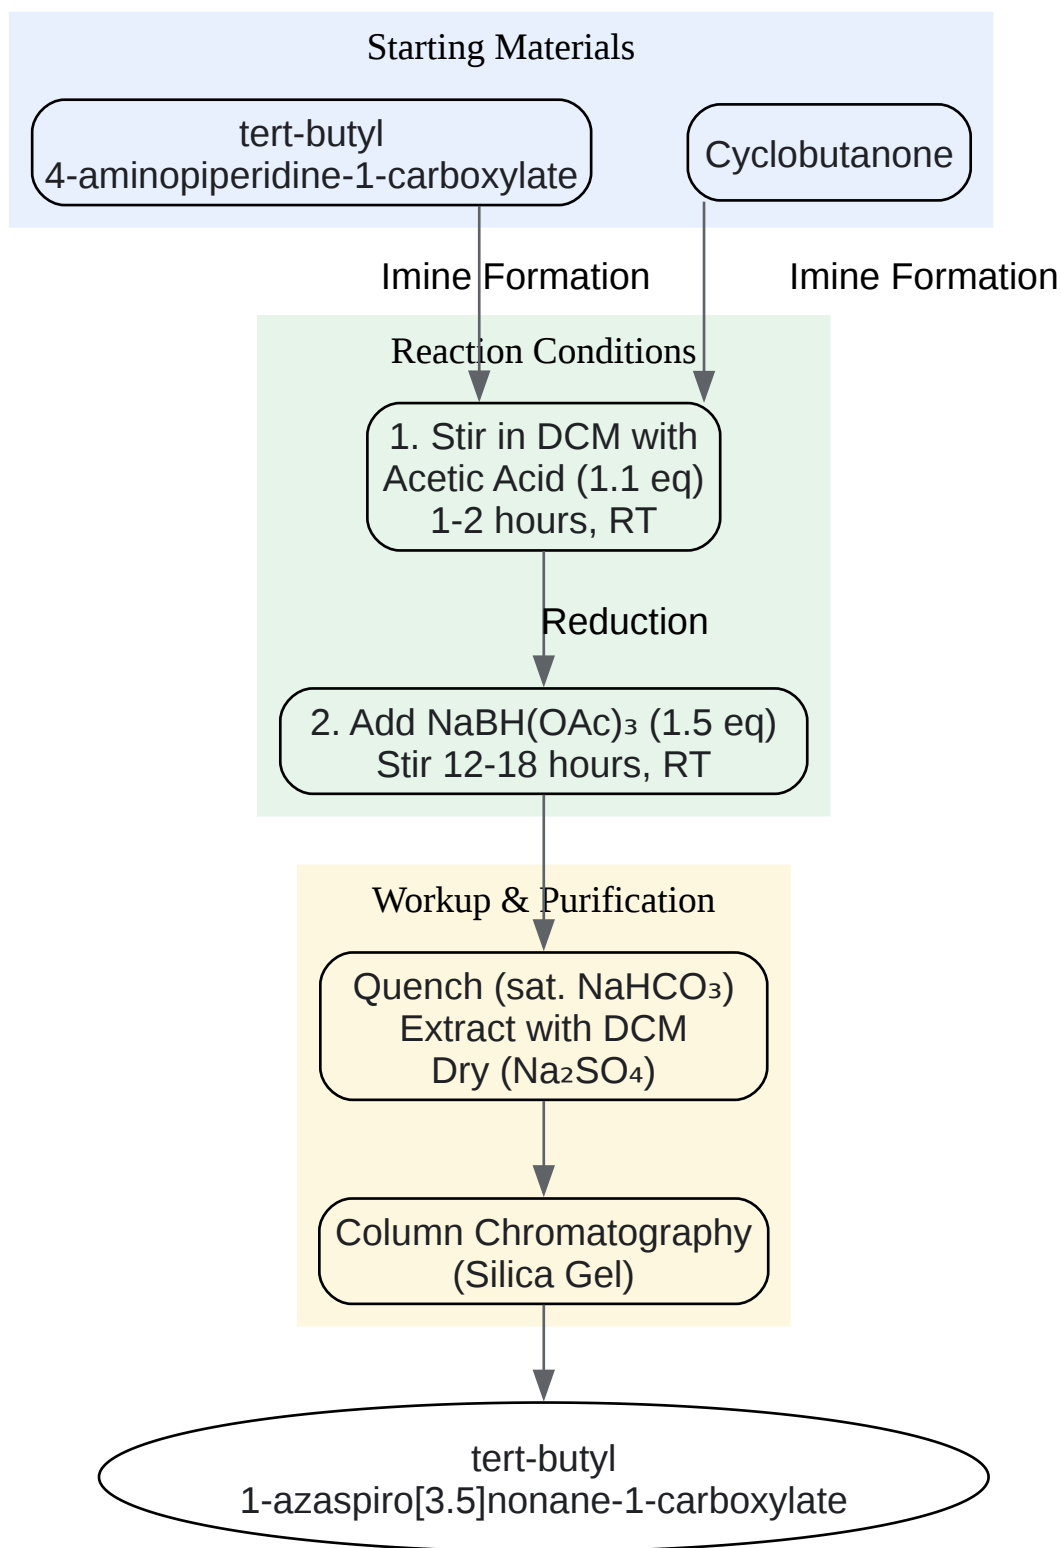 Starting Materials
tert-butyl
4-aminopiperidine-1-carboxylate
Cyclobutanone
Imine Formation
Imine Formation
Reaction Conditions
1. Stir in DCM with
Acetic Acid (1.1 eq)
1-2 hours, RT
Reduction
2. Add NaBH(OAc)₃ (1.5 eq)
Stir 12-18 hours, RT
Workup & Purification
Quench (sat. NaHCO₃)
Extract with DCM
Dry (Na₂SO₄)
Column Chromatography
(Silica Gel)
tert-butyl
1-azaspiro[3.5]nonane-1-carboxylate